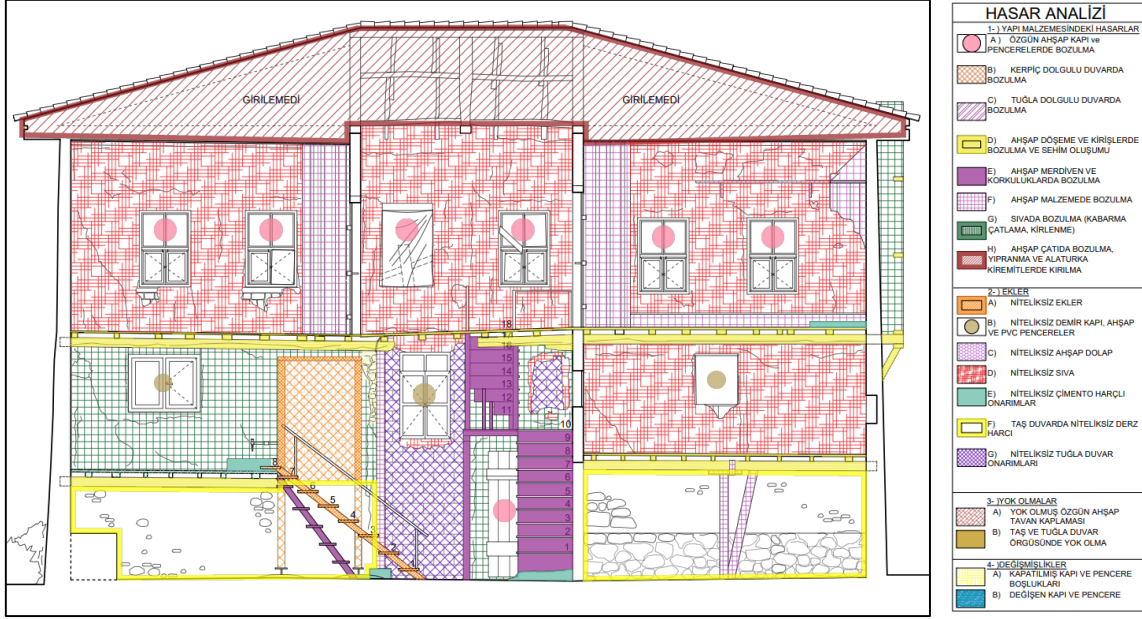 GİRİLEMEDİ
GİRİLEMEDİ
18
16
15
14
13
12
11
10
9
8
7
6
5
4
3
2
1
8
7
6
5
4
3
2
1
HASAR ANALİZİ
1- ) YAPI MALZEMESİNDEKİ HASARLAR
A ) ÖZGÜN AHŞAP KAPI ve
PENCERELERDE BOZULMA
B) KERPİÇ DOLGULU DUVARDA
BOZULMA
C) TUĞLA DOLGULU DUVARDA
BOZULMA
D) AHŞAP DÖŞEME VE KİRİŞLERDE
BOZULMA VE SEHİM OLUŞUMU
E) AHŞAP MERDİVEN VE
KORKULUKLARDA BOZULMA
F) AHŞAP MALZEMEDE BOZULMA
G) SIVADA BOZULMA (KABARMA
ÇATLAMA, KİRLENME)
H) AHŞAP ÇATIDA BOZULMA,
YIPRANMA VE ALATURKA
KİREMİTLERDE KIRILMA
2- ) EKLER
A) NİTELİKSİZ EKLER
B) NİTELİKSİZ DEMİR KAPI, AHŞAP
VE PVC PENCERELER
C) NİTELİKSİZ AHŞAP DOLAP
D) NİTELİKSİZ SIVA
E) NİTELİKSİZ ÇİMENTO HARÇLI
ONARIMLAR
F) TAŞ DUVARDA NİTELİKSİZ DERZ
HARCI
G) NİTELİKSİZ TUĞLA DUVAR
ONARIMLARI
3- )YOK OLMALAR
A) YOK OLMUŞ ÖZGÜN AHŞAP
TAVAN KAPLAMASI
B) TAŞ VE TUĞLA DUVAR
ÖRGÜSÜNDE YOK OLMA
4- )DEĞİŞMİŞLİKLER
A) KAPATILMIŞ KAPI VE PENCERE
BOŞLUKLARI
B) DEĞİŞEN KAPI VE PENCERE